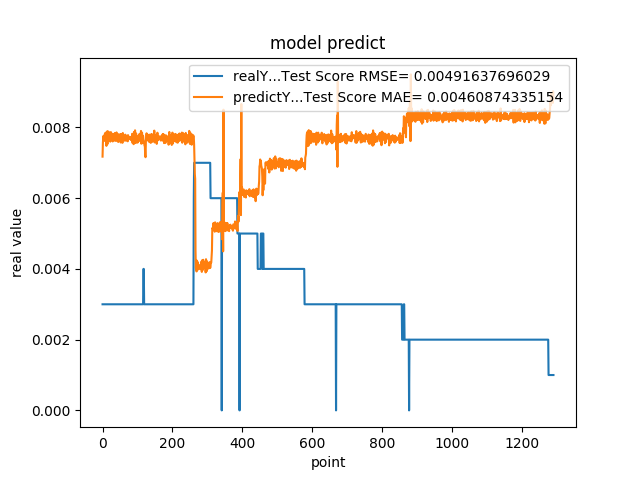 model predict
realY...Test Score RMSE= 0.00491637696029
predictY...Test Score MAE= 0.00460874335154
0.008
0.006
0.004
0.002
0.000
real value
0 200 400 600 800 1000 1200
point